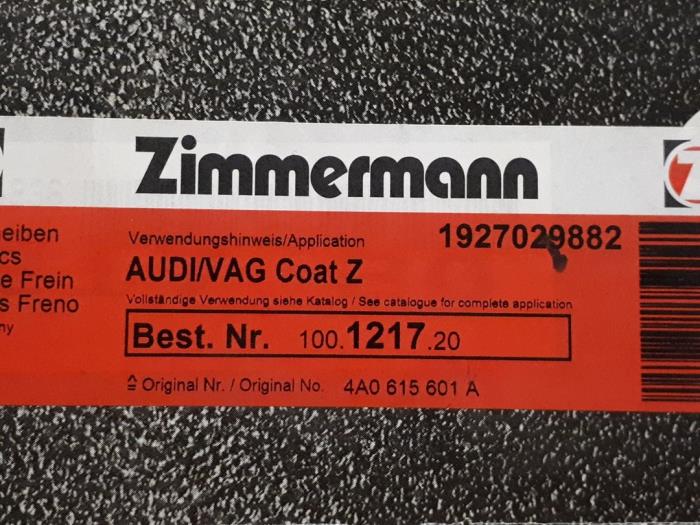 Zimmermann
eiben
cs
e Frein
s Freno
ny
Verwendungshinweis/Application
1927029882
AUDI/VAG Coat Z
Vollständige Verwendung siehe Katalog / See catalogue for complete application
Best. Nr. 100.1217.20
≙ Original Nr. / Original No. 4A0 615 601 A